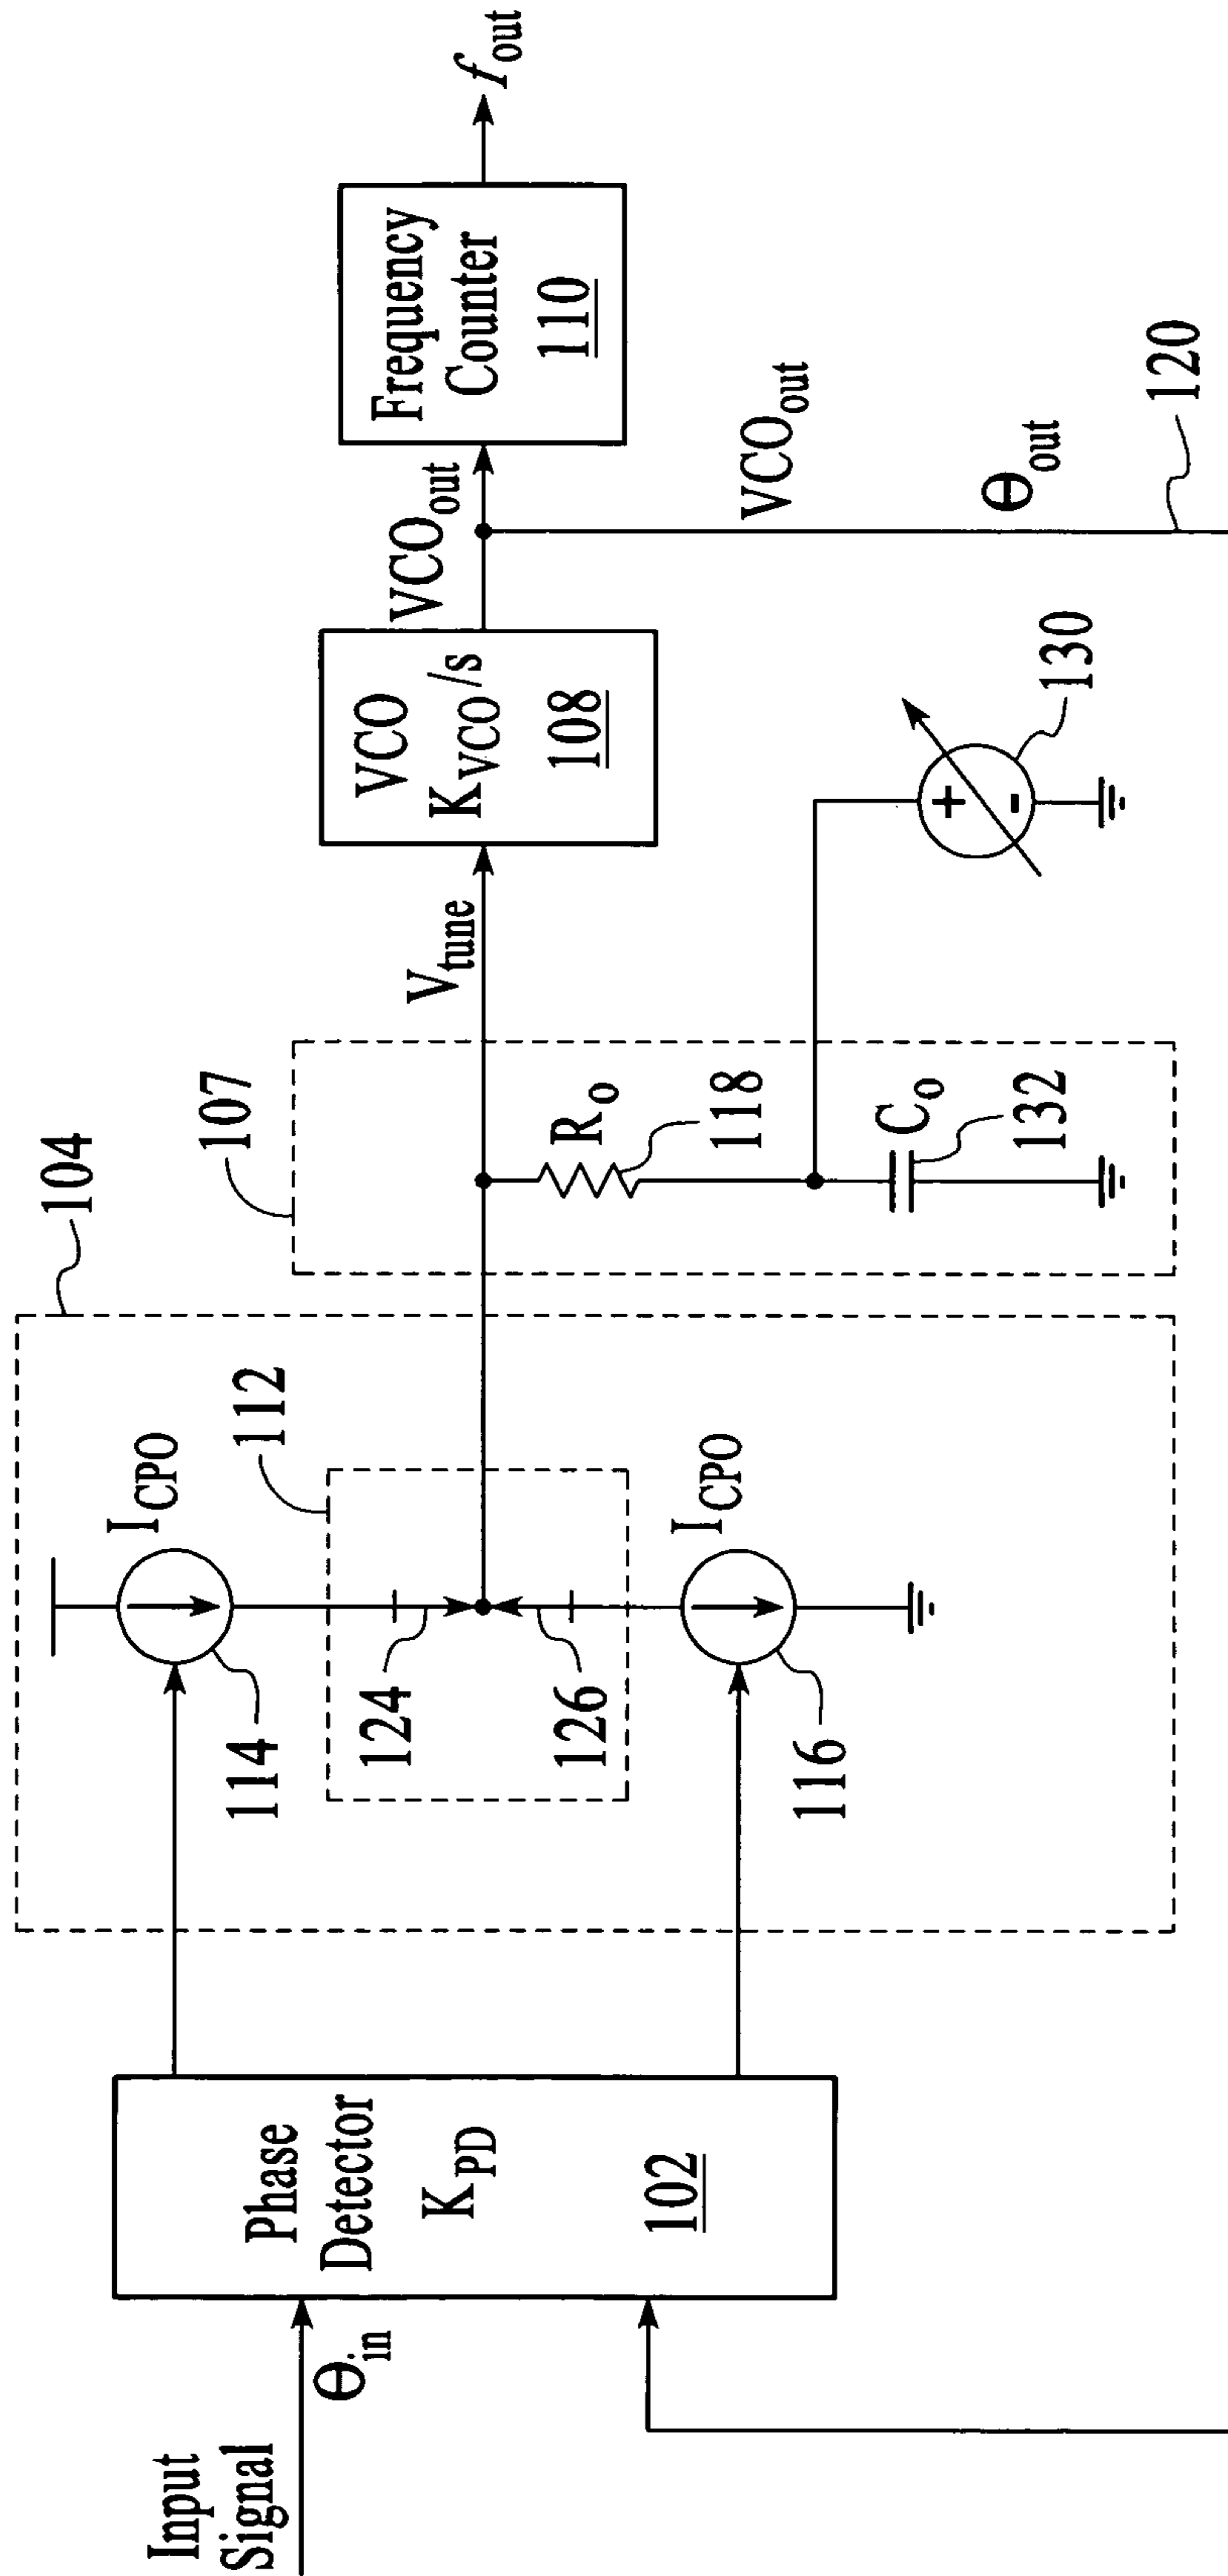 Input
Signal
θin
Phase
Detector
KPD
102
104
ICPO
114
112
124
126
ICPO
116
107
Ro
118
Co
132
Vtune
VCO
KVCO/s
108
130
VCOout
VCOout
θout
120
Frequency
Counter
110
fout